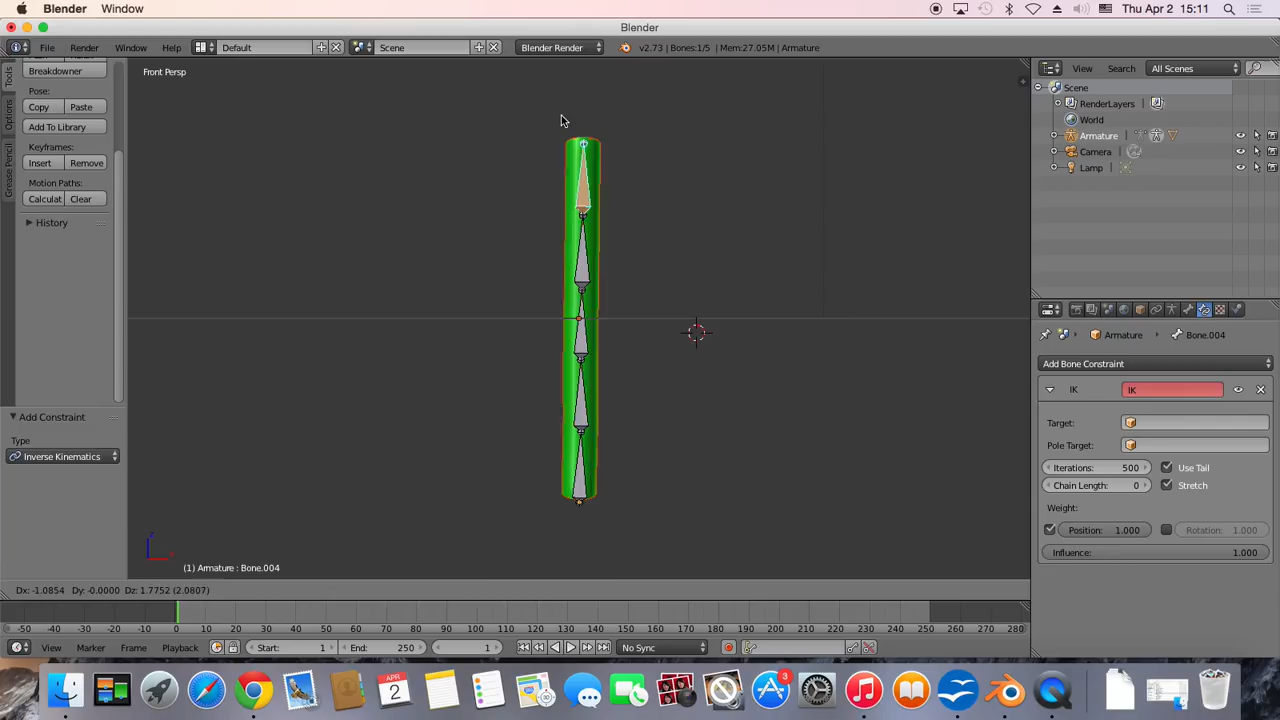 Blender Window Thu Apr 2 15:11
Blender
File Render Window Help Default Scene Blender Render v2.73 | Bones:1/5 | Mem:27.05M | Armature
Front Persp
View Search All Scenes
Tools
Options
Grease Pencil
Breakdowner
Pose:
Copy Paste
Add To Library
Keyframes:
Insert Remove
Motion Paths:
Calculat Clear
History
Add Constraint
Type
Inverse Kinematics
Scene
RenderLayers
World
Armature
Camera
Lamp
Armature Bone.004
Add Bone Constraint
IK IK
Target:
Pole Target:
Iterations: 500 Use Tail
Chain Length: 0 Stretch
Weight:
Position: 1.000 Rotation: 1.000
Influence: 1.000
z
(1) Armature : Bone.004
Dx: -1.0854 Dy: -0.0000 Dz: 1.7752 (2.0807)
-50 -40 -30 -20 -10 0 10 20 30 40 50 60 70 80 90 100 110 120 130 140 150 160 170 180 190 200 210 220 230 240 250 260 270 280
View Marker Frame Playback Start: 1 End: 250 1 No Sync
APR
2
3